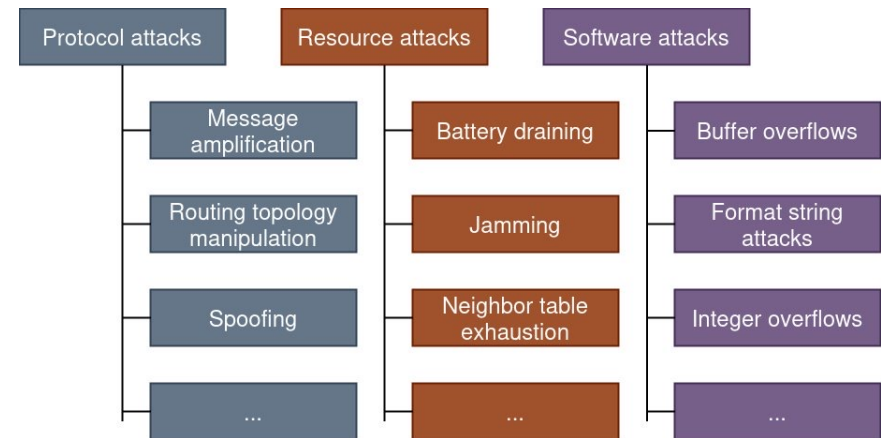 Protocol attacks
Message
amplification
Routing topology
manipulation
Spoofing
...
Resource attacks
Battery draining
Jamming
Neighbor table
exhaustion
...
Software attacks
Buffer overflows
Format string
attacks
Integer overflows
...